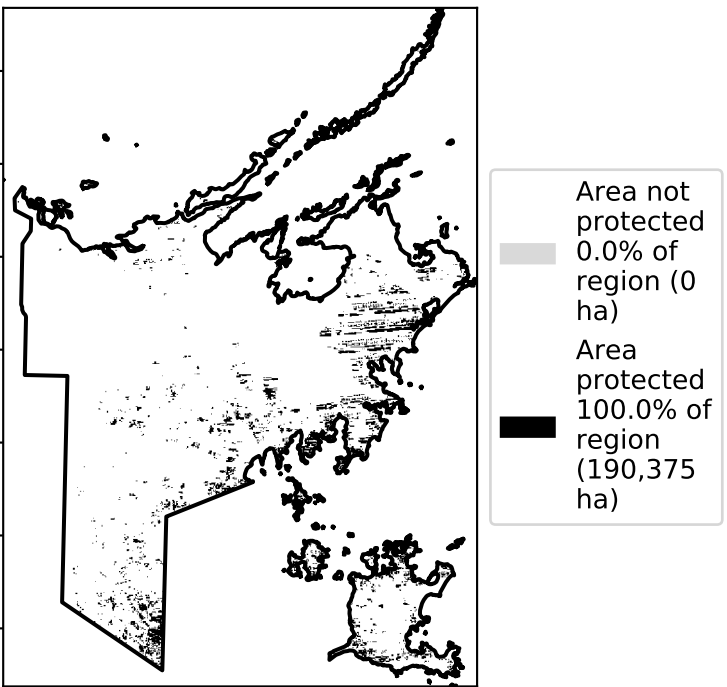 Area not
protected
0.0% of
region (0
ha)
Area
protected
100.0% of
region
(190,375
ha)